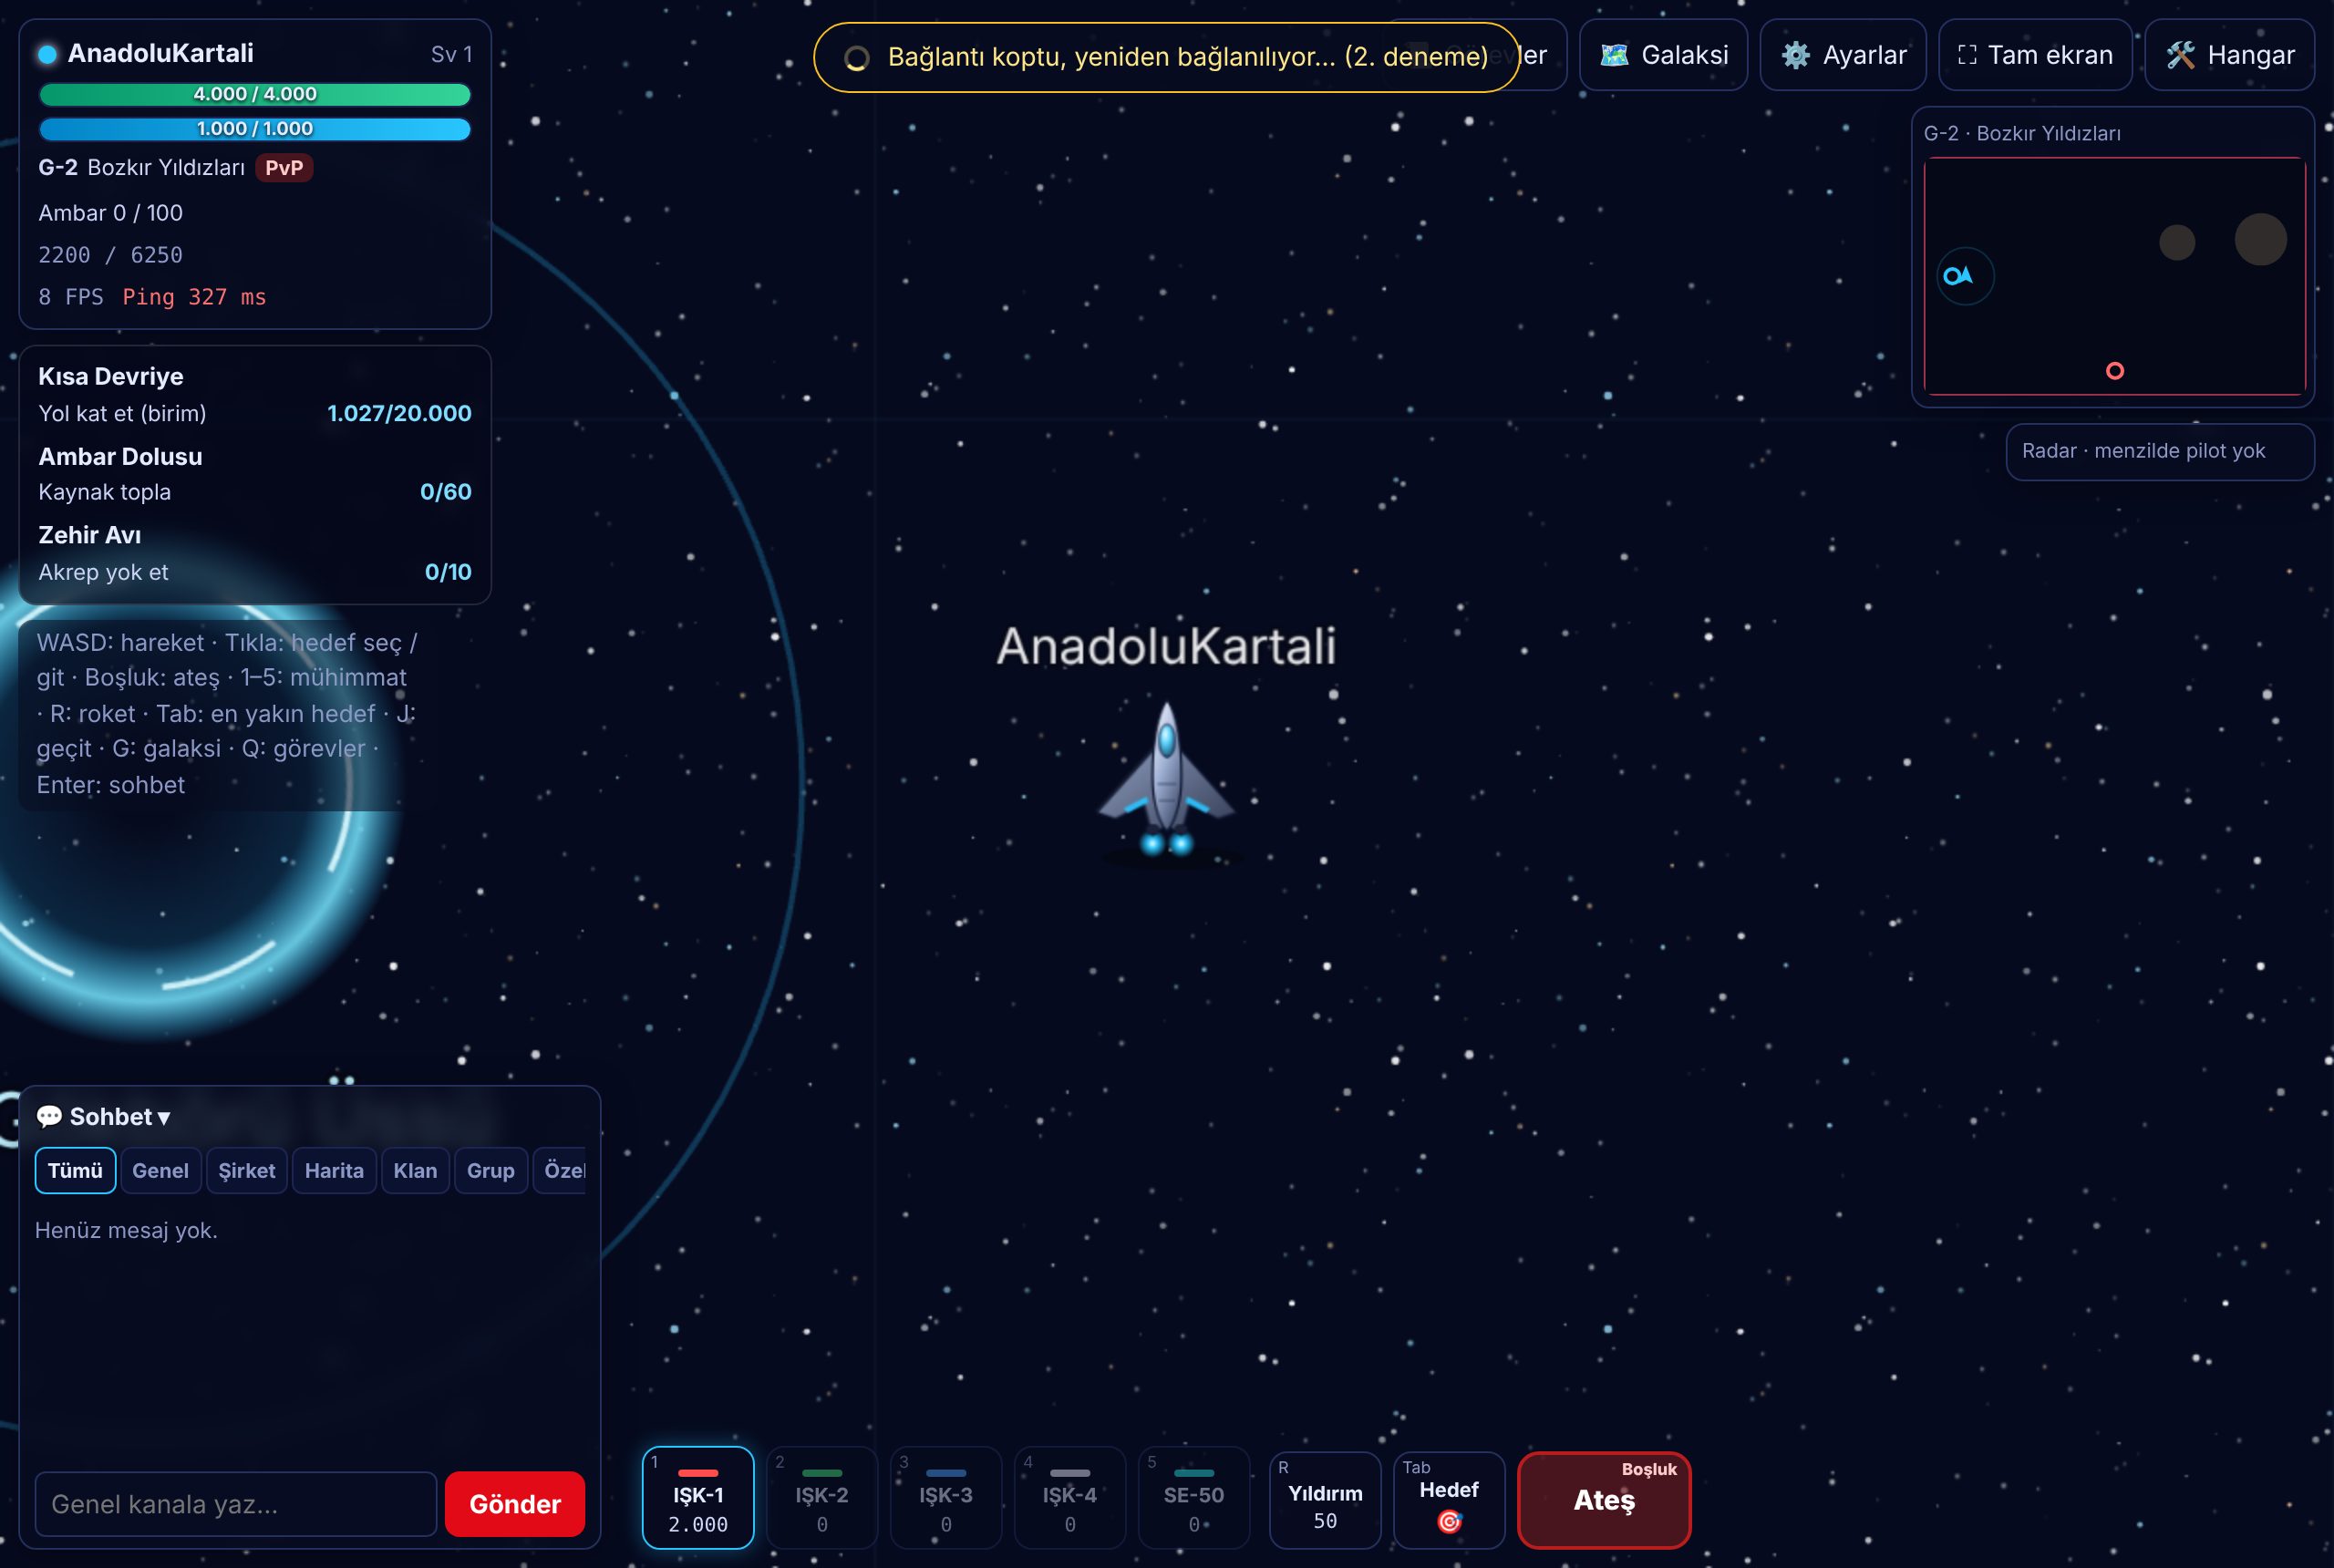 AnadoluKartali
Sv 1
4.000 / 4.000
1.000 / 1.000
G-2 Bozkır Yıldızları PvP
Ambar 0 / 100
2200 / 6250
8 FPS Ping 327 ms
Kısa Devriye
Yol kat et (birim) 1.027/20.000
Ambar Dolusu
Kaynak topla 0/60
Zehir Avı
Akrep yok et 0/10
WASD: hareket · Tıkla: hedef seç /
git · Boşluk: ateş · 1–5: mühimmat
· R: roket · Tab: en yakın hedef · J:
geçit · G: galaksi · Q: görevler ·
Enter: sohbet
Bağlantı koptu, yeniden bağlanılıyor... (2. deneme)
Galaksi
Ayarlar
Tam ekran
Hangar
G-2 · Bozkır Yıldızları
Radar · menzilde pilot yok
AnadoluKartali
Sohbet ▾
Tümü Genel Şirket Harita Klan Grup Özel
Henüz mesaj yok.
Genel kanala yaz...
Gönder
1
IŞK-1
2.000
2
IŞK-2
0
3
IŞK-3
0
4
IŞK-4
0
5
SE-50
0
R
Yıldırım
50
Tab
Hedef
Boşluk
Ateş